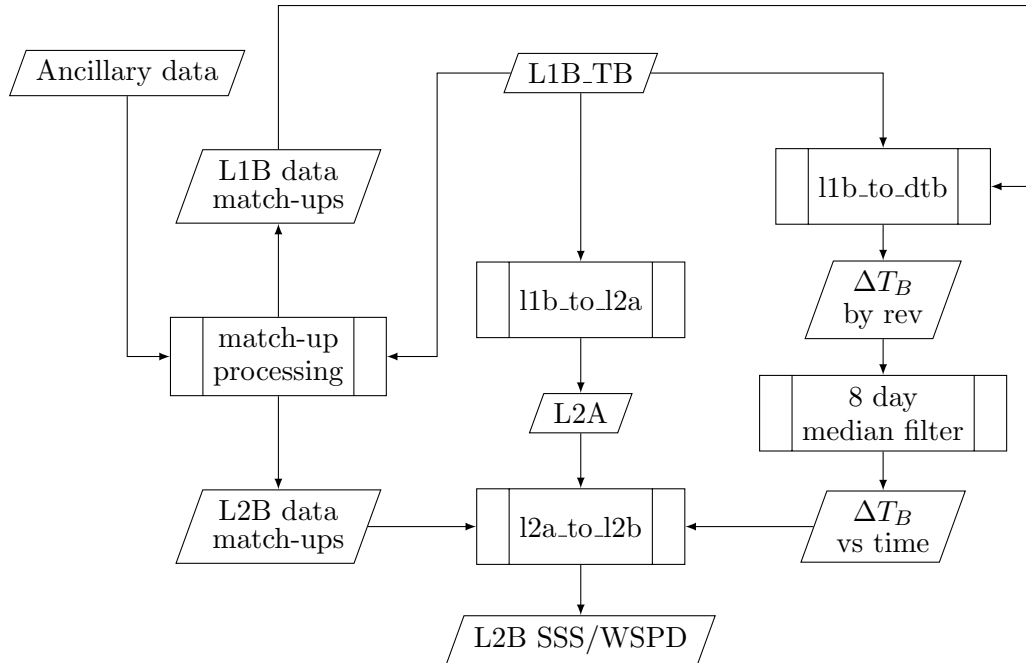 Ancillary data
L1B_TB
L1B data
match-ups
l1b_to_dtb
l1b_to_l2a
ΔT_B
by rev
match-up
processing
L2A
8 day
median filter
L2B data
match-ups
l2a_to_l2b
ΔT_B
vs time
L2B SSS/WSPD